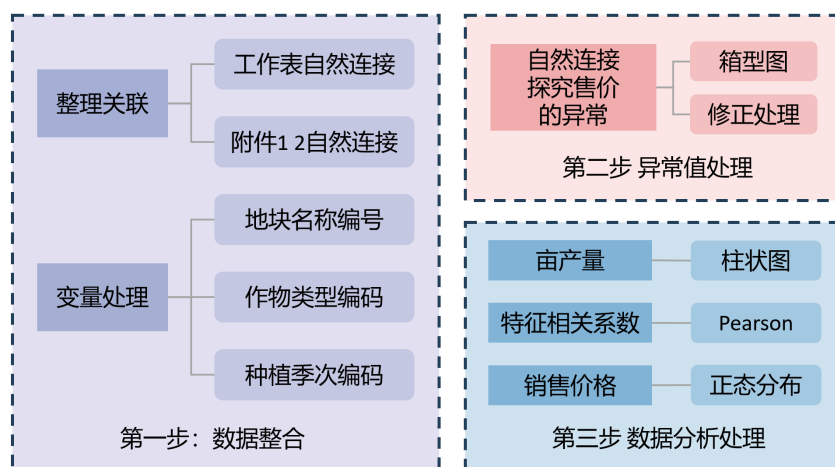 整理关联
工作表自然连接
附件1 2自然连接
变量处理
地块名称编号
作物类型编码
种植季次编码
第一步：数据整合
自然连接
探究售价
的异常
箱型图
修正处理
第二步 异常值处理
亩产量
柱状图
特征相关系数
Pearson
销售价格
正态分布
第三步 数据分析处理